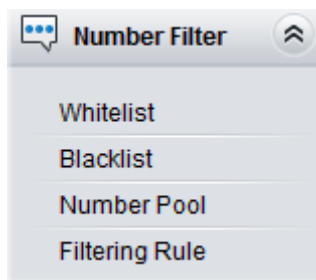 Number Filter
Whitelist
Blacklist
Number Pool
Filtering Rule